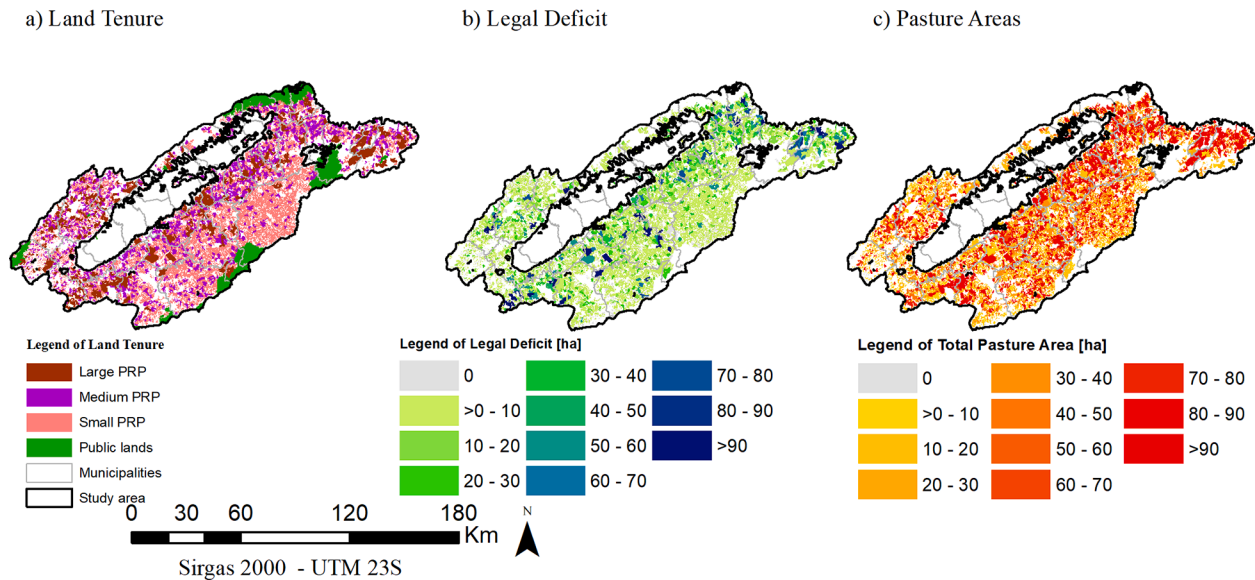 a) Land Tenure
b) Legal Deficit
c) Pasture Areas
Legend of Land Tenure
Large PRP
Medium PRP
Small PRP
Public lands
Municipalities
Study area
Legend of Legal Deficit [ha]
0
>0 - 10
10 - 20
20 - 30
30 - 40
40 - 50
50 - 60
60 - 70
70 - 80
80 - 90
>90
Legend of Total Pasture Area [ha]
0
>0 - 10
10 - 20
20 - 30
30 - 40
40 - 50
50 - 60
60 - 70
70 - 80
80 - 90
>90
0 30 60 120 180
Km
N
Sirgas 2000 - UTM 23S